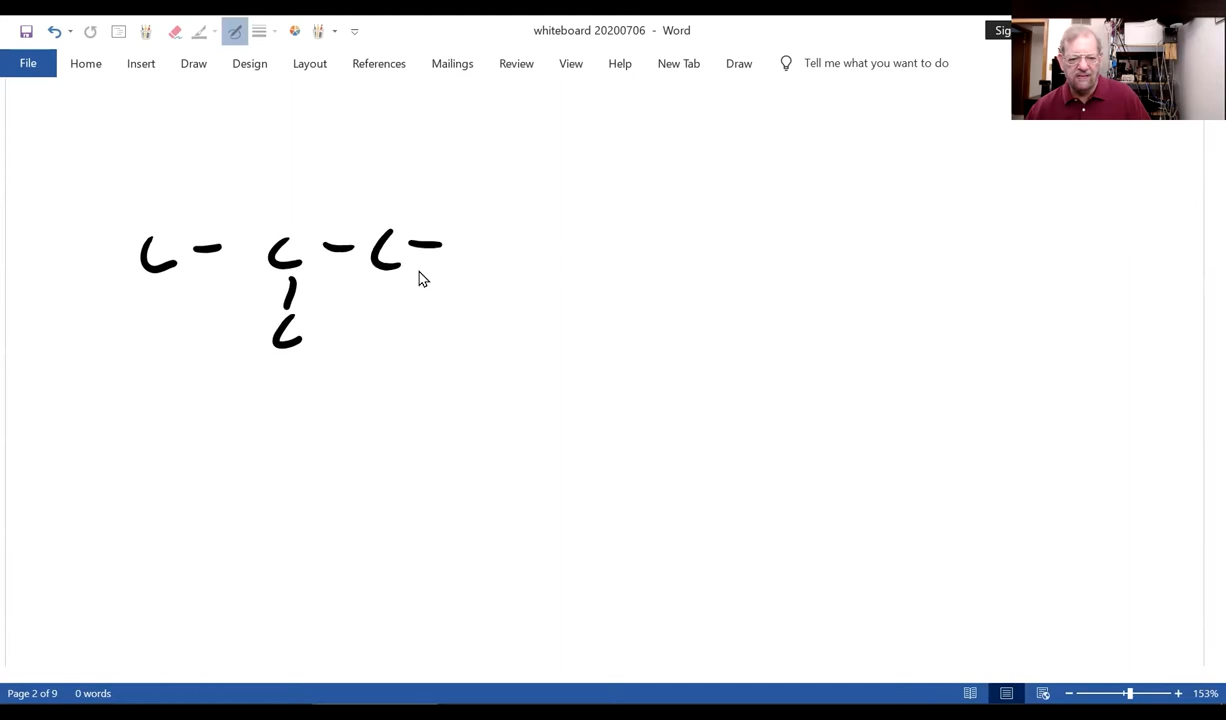 whiteboard 20200706 - Word
Sig
File Home Insert Draw Design Layout References Mailings Review View Help New Tab Draw Tell me what you want to do
C - C - C -
|
C
Page 2 of 9 0 words
153%